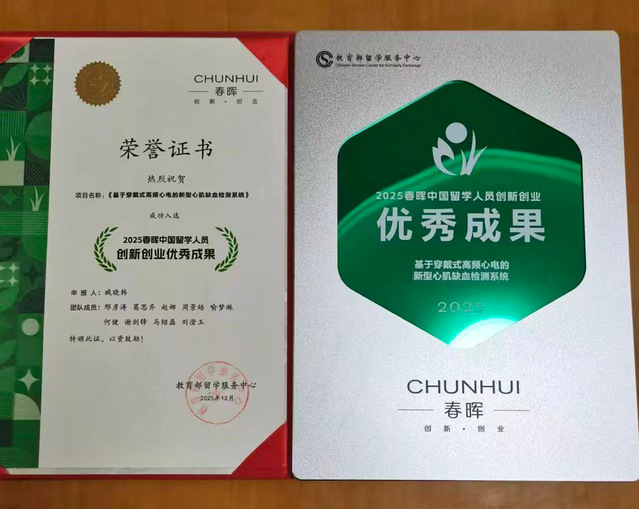 CHUNHUI
春晖
创新·创业
荣誉证书
热烈祝贺
项目名称：《基于穿戴式高频心电的新型心肌缺血检测系统》
成功入选
2025春晖中国留学人员
创新创业优秀成果
申报人：臧晓韩
团队成员：邢彦涛 葛思齐 赵娜 周景皓 喻梦琳
何健 谢剑锋 马绍磊 刘澄玉
特颁此证，以资鼓励！
教育部留学服务中心
2025年12月
教育部留学服务中心
Chinese Service Center for Scholarly Exchange
2025春晖中国留学人员创新创业
优秀成果
基于穿戴式高频心电的
新型心肌缺血检测系统
2025
CHUNHUI
春晖
创新·创业